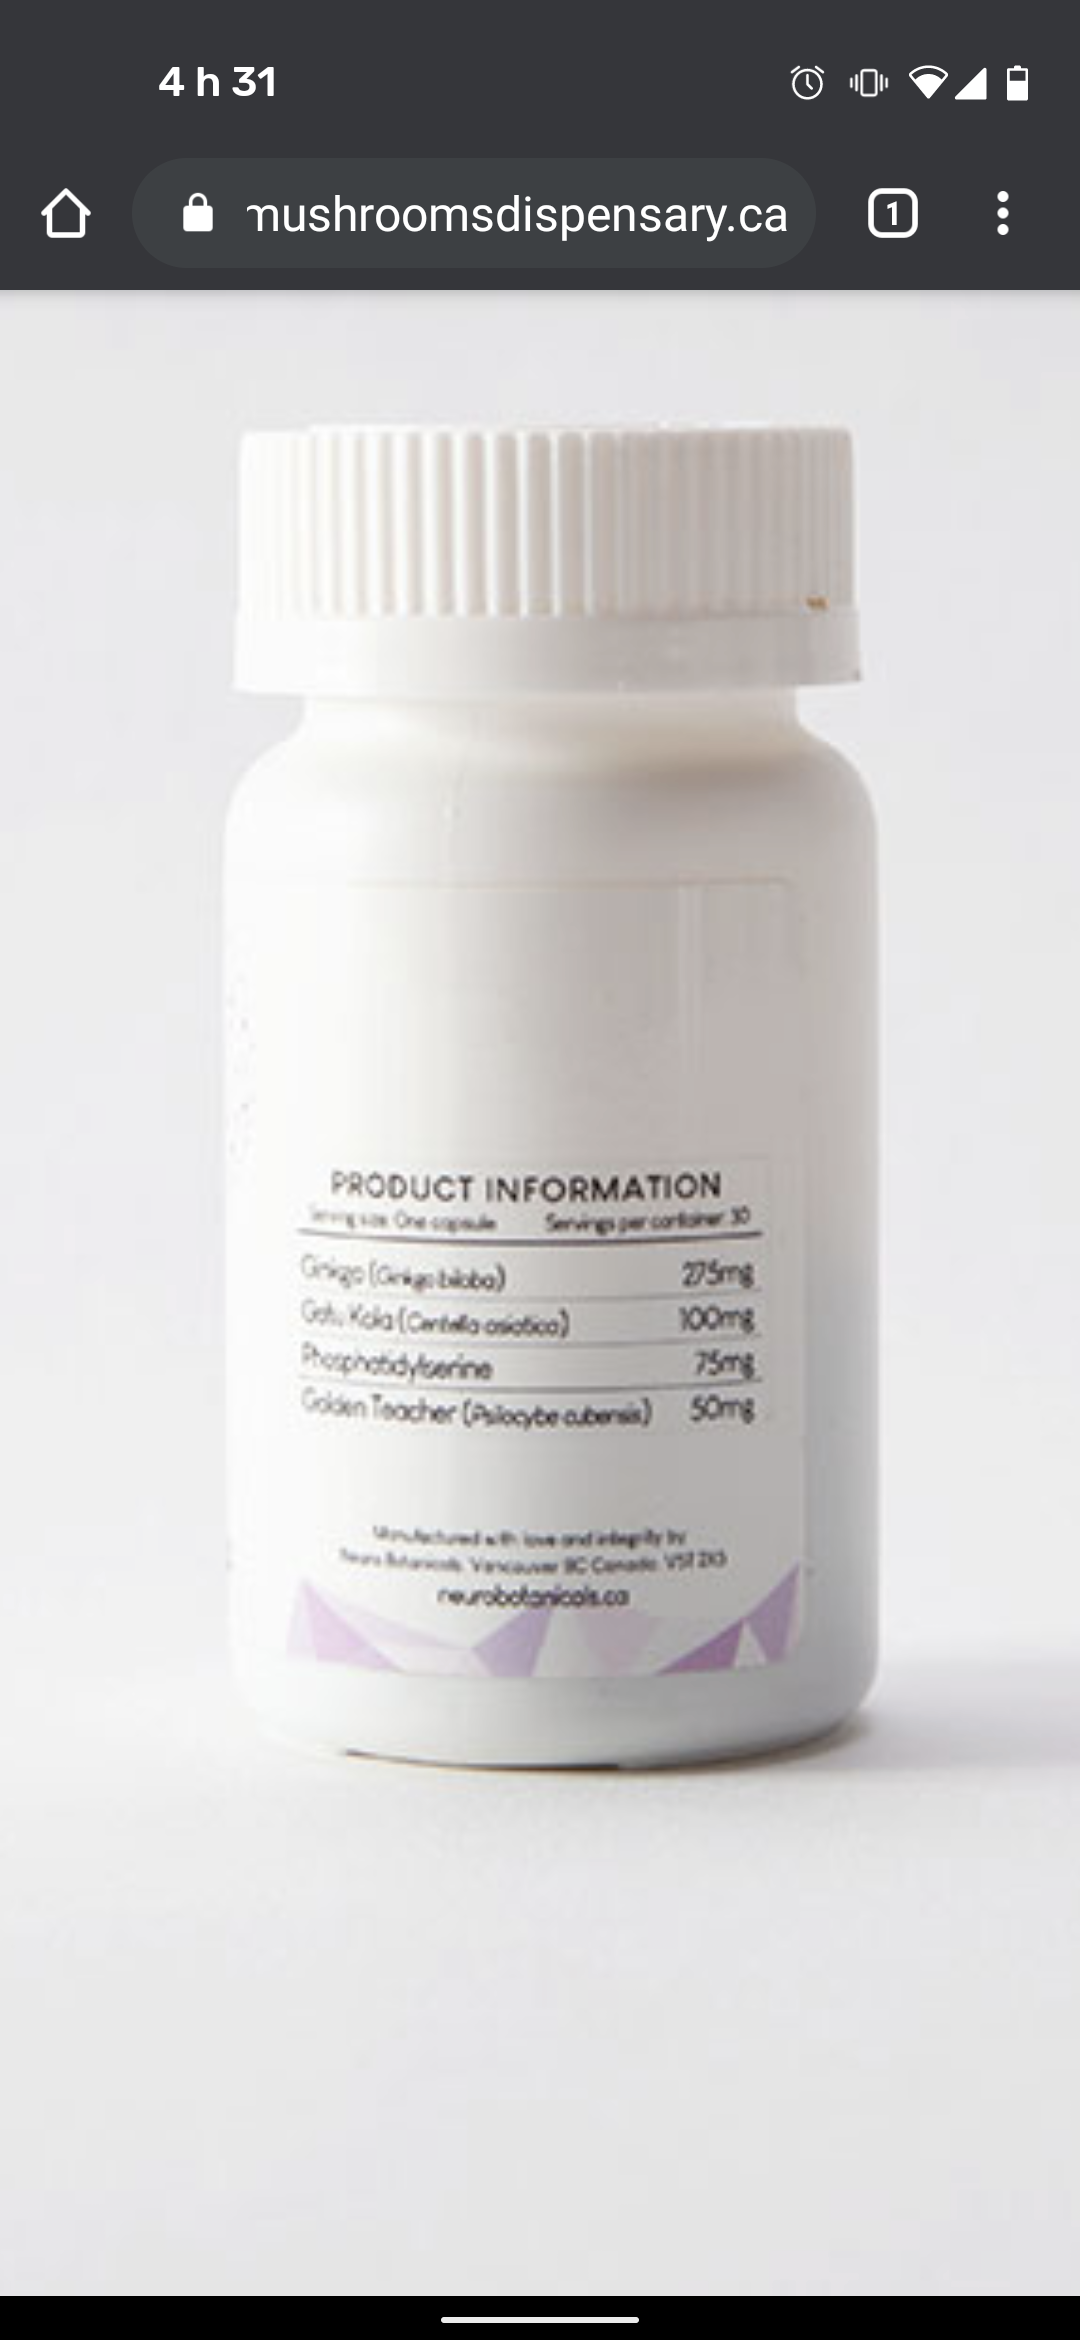 4 h 31
mushroomsdispensary.ca
1
PRODUCT INFORMATION
Serving size: One capsule Servings per container: 30
Ginkgo (Ginkgo biloba) 275mg
Gotu Kola (Centella asiatica) 100mg
Phosphatidylserine 75mg
Golden Teacher (Psilocybe cubensis) 50mg
Manufactured with love and integrity by
Neuro Botanicals, Vancouver BC Canada
neurobotanicals.ca